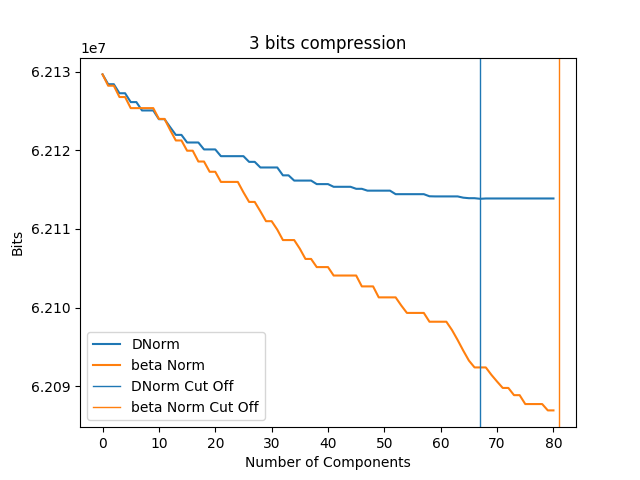 3 bits compression
1e7
6.213
6.212
6.211
6.210
6.209
Bits
DNorm
beta Norm
DNorm Cut Off
beta Norm Cut Off
0 10 20 30 40 50 60 70 80
Number of Components